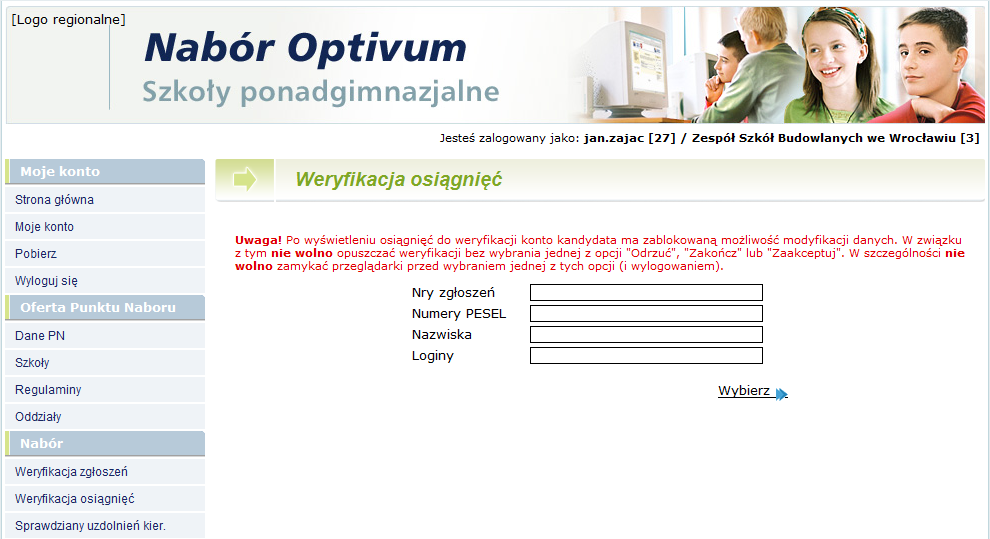 [Logo regionalne]
Nabór Optivum
Szkoły ponadgimnazjalne
Jesteś zalogowany jako: jan.zajac [27] / Zespół Szkół Budowlanych we Wrocławiu [3]
Moje konto
Strona główna
Moje konto
Pobierz
Wyloguj się
Oferta Punktu Naboru
Dane PN
Szkoły
Regulaminy
Oddziały
Nabór
Weryfikacja zgłoszeń
Weryfikacja osiągnięć
Sprawdziany uzdolnień kier.
Weryfikacja osiągnięć
Uwaga! Po wyświetleniu osiągnięć do weryfikacji konto kandydata ma zablokowaną możliwość modyfikacji danych. W związku
z tym nie wolno opuszczać weryfikacji bez wybrania jednej z opcji "Odrzuć", "Zakończ" lub "Zaakceptuj". W szczególności nie
wolno zamykać przeglądarki przed wybraniem jednej z tych opcji (i wylogowaniem).
Nry zgłoszeń
Numery PESEL
Nazwiska
Loginy
Wybierz